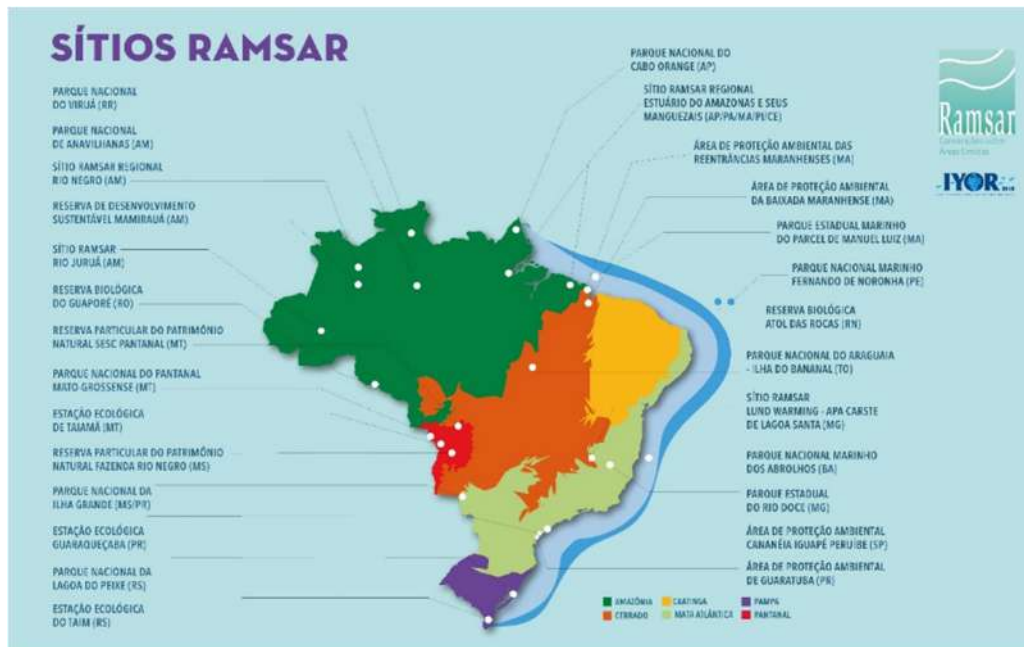 SÍTIOS RAMSAR
PARQUE NACIONAL
DO VIRUÁ (RR)
PARQUE NACIONAL
DE ANAVILHANAS (AM)
SÍTIO RAMSAR REGIONAL
RIO NEGRO (AM)
RESERVA DE DESENVOLVIMENTO
SUSTENTÁVEL MAMIRAUÁ (AM)
SÍTIO RAMSAR
RIO JURUÁ (AM)
RESERVA BIOLÓGICA
DO GUAPORÉ (RO)
RESERVA PARTICULAR DO PATRIMÔNIO
NATURAL SESC PANTANAL (MT)
PARQUE NACIONAL DO PANTANAL
MATO GROSSENSE (MT)
ESTAÇÃO ECOLÓGICA
DE TAIAMÃ (MT)
RESERVA PARTICULAR DO PATRIMÔNIO
NATURAL FAZENDA RIO NEGRO (MS)
PARQUE NACIONAL DA
ILHA GRANDE (MS/PR)
ESTAÇÃO ECOLÓGICA
GUARAQUEÇABA (PR)
PARQUE NACIONAL DA
LAGOA DO PEIXE (RS)
ESTAÇÃO ECOLÓGICA
DO TAIM (RS)
PARQUE NACIONAL DO
CABO ORANGE (AP)
SÍTIO RAMSAR REGIONAL
ESTUÁRIO DO AMAZONAS E SEUS
MANGUEZAIS (AP/PA/MA/PI/CE)
ÁREA DE PROTEÇÃO AMBIENTAL DAS
REENTRÂNCIAS MARANHENSES (MA)
ÁREA DE PROTEÇÃO AMBIENTAL
DA BAIXADA MARANHENSE (MA)
PARQUE ESTADUAL MARINHO
DO PARCEL DE MANUEL LUIZ (MA)
PARQUE NACIONAL MARINHO
FERNANDO DE NORONHA (PE)
RESERVA BIOLÓGICA
ATOL DAS ROCAS (RN)
PARQUE NACIONAL DO ARAGUAIA
- ILHA DO BANANAL (TO)
SÍTIO RAMSAR
LUND WARMING - APA CARSTE
DE LAGOA SANTA (MG)
PARQUE NACIONAL MARINHO
DOS ABROLHOS (BA)
PARQUE ESTADUAL
DO RIO DOCE (MG)
ÁREA DE PROTEÇÃO AMBIENTAL
CANANÉIA IGUAPÉ PERUÍBE (SP)
ÁREA DE PROTEÇÃO AMBIENTAL
DE GUARATUBA (PR)
Ramsar
IYOR
AMAZÔNIA
CAATINGA
PAMPA
CERRADO
MATA ATLÂNTICA
PANTANAL